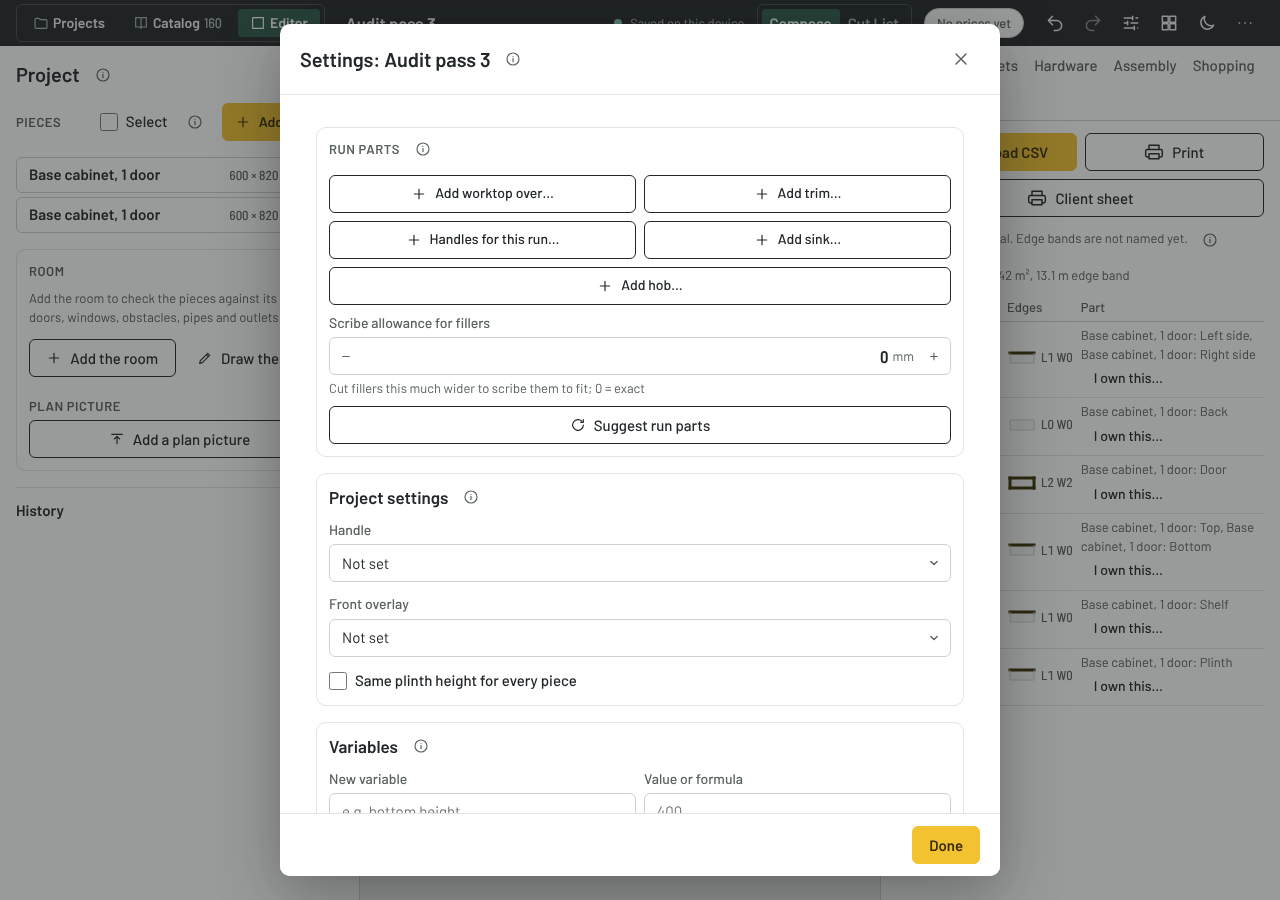 Projects
Catalog 160
Editor
Audit pass 3
Saved on this device
Compose
Cut List
No prices yet
Project
PIECES
Select
Add
Base cabinet, 1 door
600 × 820
Base cabinet, 1 door
600 × 820
ROOM
Add the room to check the pieces against its
doors, windows, obstacles, pipes and outlets
Add the room
Draw the
PLAN PICTURE
Add a plan picture
History
Settings: Audit pass 3
RUN PARTS
Add worktop over...
Add trim...
Handles for this run...
Add sink...
Add hob...
Scribe allowance for fillers
− 0 mm +
Cut fillers this much wider to scribe them to fit; 0 = exact
Suggest run parts
Project settings
Handle
Not set
Front overlay
Not set
Same plinth height for every piece
Variables
New variable
Value or formula
e.g. bottom height
400
Done
Hardware
Assembly
Shopping
CSV
Print
Client sheet
Edge bands are not named yet.
m², 13.1 m edge band
Edges
Part
L1 W0
Base cabinet, 1 door: Left side,
Base cabinet, 1 door: Right side
I own this...
L0 W0
Base cabinet, 1 door: Back
I own this...
L2 W2
Base cabinet, 1 door: Door
I own this...
L1 W0
Base cabinet, 1 door: Top, Base
cabinet, 1 door: Bottom
I own this...
L1 W0
Base cabinet, 1 door: Shelf
I own this...
L1 W0
Base cabinet, 1 door: Plinth
I own this...